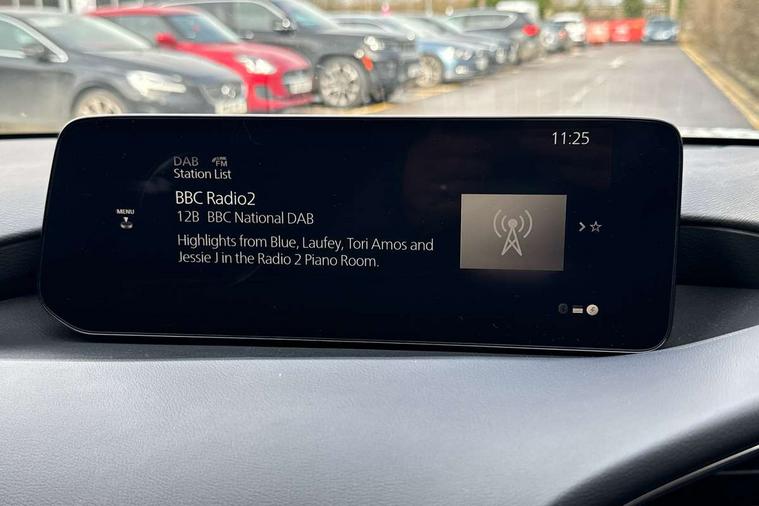 11:25
DAB FM
Station List
BBC Radio2
MENU
12B BBC National DAB
Highlights from Blue, Laufey, Tori Amos and
Jessie J in the Radio 2 Piano Room.